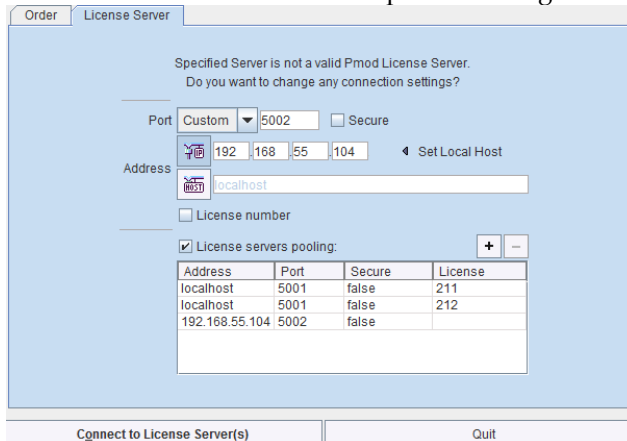 Order License Server
Specified Server is not a valid Pmod License Server.
Do you want to change any connection settings?
Port Custom 5002 Secure
IP 192 .168 .55 .104 Set Local Host
Address
HOST localhost
License number
License servers pooling: + -
Address Port Secure License
localhost 5001 false 211
localhost 5001 false 212
192.168.55.104 5002 false
Connect to License Server(s) Quit